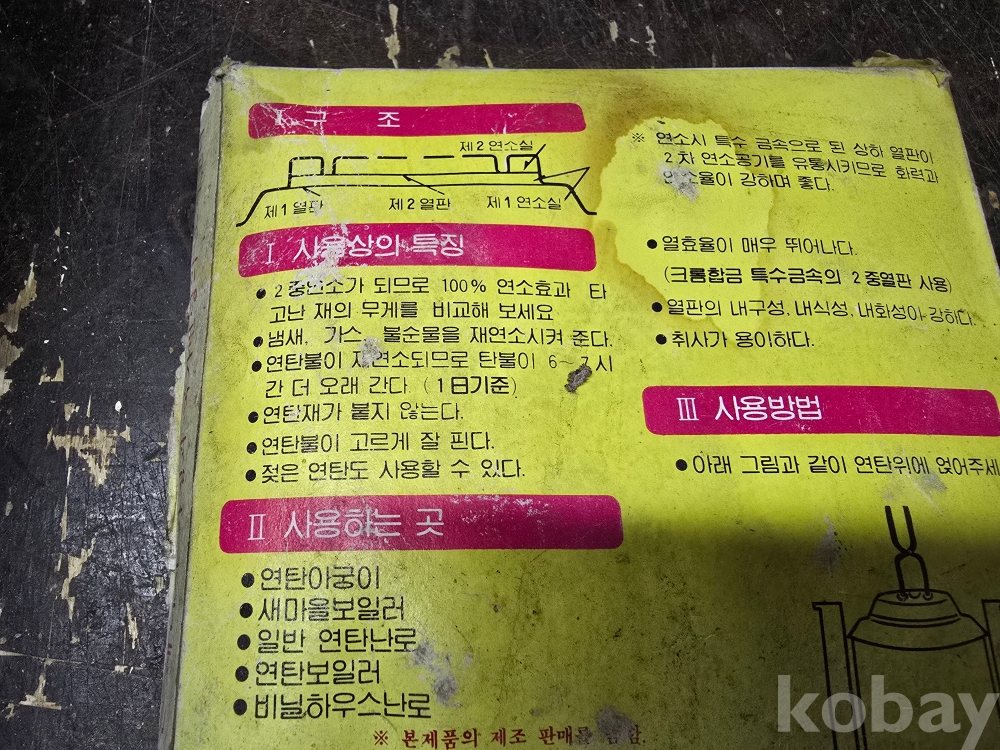 구 조
제2연소실
제1열판 제2열판 제1연소실
Ⅰ 사용상의 특징
● 2중연소가 되므로 100% 연소효과 타
고난 재의 무게를 비교해 보세요
● 냄새, 가스, 불순물을 재연소시켜 준다.
● 연탄불이 재연소되므로 탄불이 6~7시
간 더 오래 간다. (1日기준)
● 연탄재가 붙지 않는다.
● 연탄불이 고르게 잘 핀다.
● 젖은 연탄도 사용할 수 있다.
Ⅱ 사용하는 곳
● 연탄아궁이
● 새마을보일러
● 일반 연탄난로
● 연탄보일러
● 비닐하우스난로
※ 연소시 특수 금속으로 된 상하 열판이
2차 연소공기를 유통시키므로 화력과
연소율이 강하며 좋다.
● 열효율이 매우 뛰어나다.
(크롬합금 특수금속의 2중열판 사용)
● 열판의 내구성, 내식성, 내화성이 강하다.
● 취사가 용이하다.
Ⅲ 사용방법
● 아래 그림과 같이 연탄위에 얹어주세
※ 본제품의 제조 판매를 금함.
kobay